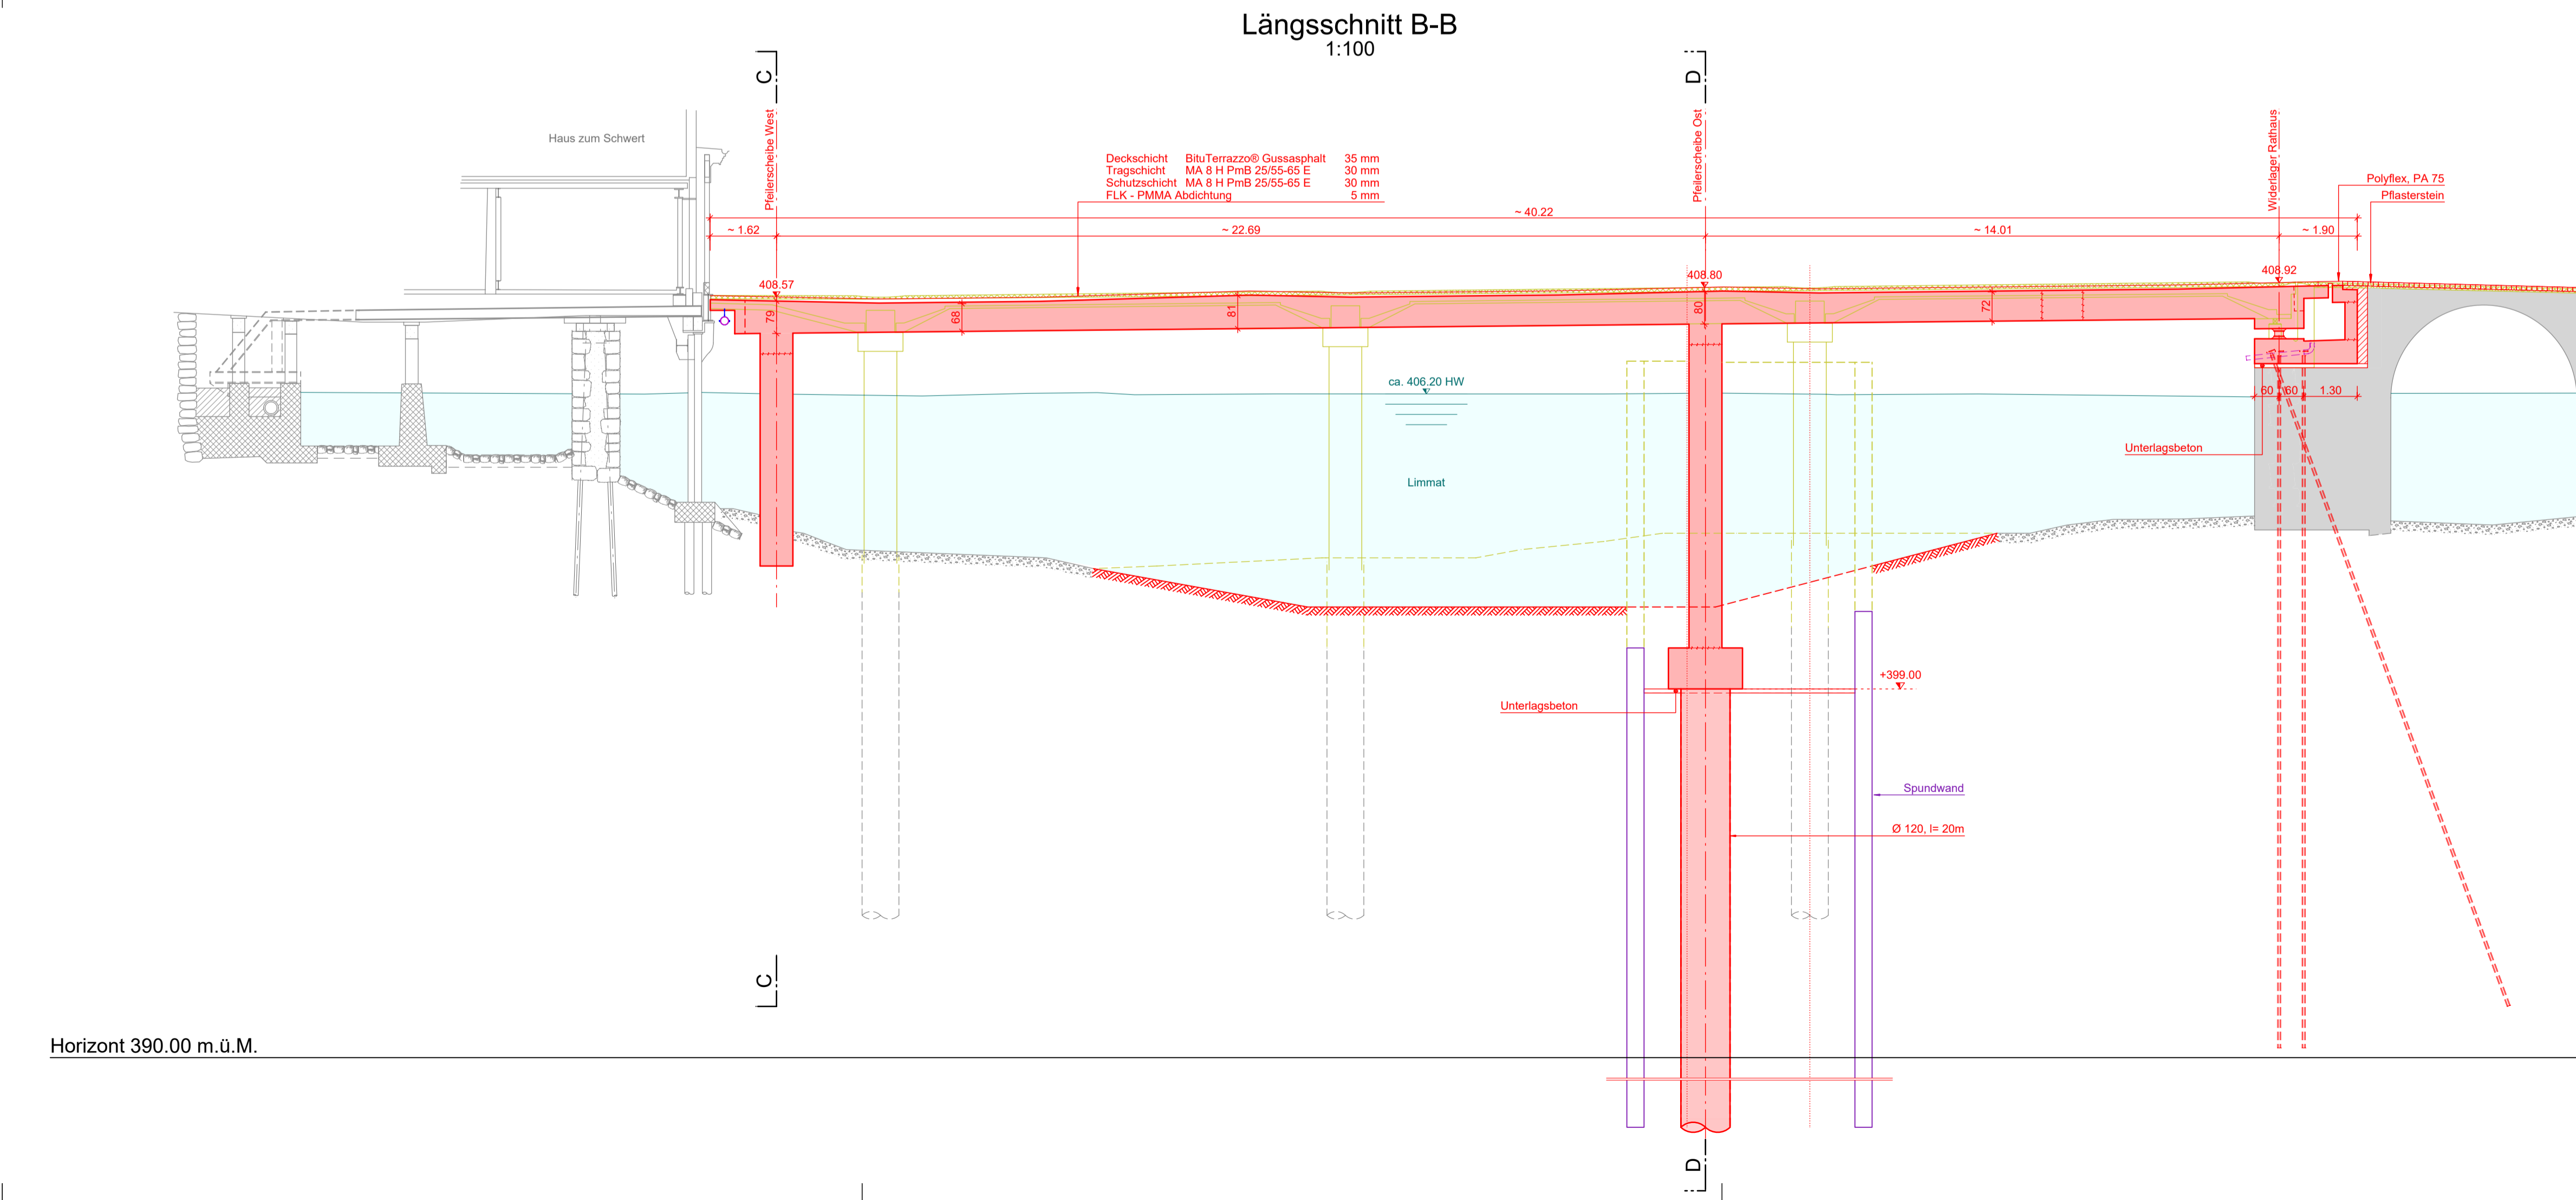 Längsschnitt B-B
1:100
C
D
Pfeilerscheibe West
Pfeilerscheibe Ost
Widerlager Rathaus
Haus zum Schwert
Deckschicht BituTerrazzo® Gussasphalt 35 mm
Tragschicht MA 8 H PmB 25/55-65 E 30 mm
Schutzschicht MA 8 H PmB 25/55-65 E 30 mm
FLK - PMMA Abdichtung 5 mm
Polyflex, PA 75
Pflasterstein
~ 40.22
~ 1.62
~ 22.69
~ 14.01
~ 1.90
408.57
408.80
408.92
79
68
81
80
72
ca. 406.20 HW
60
60
1.30
Unterlagsbeton
Limmat
+399.00
Unterlagsbeton
Spundwand
Ø 120, l= 20m
C
Horizont 390.00 m.ü.M.
D